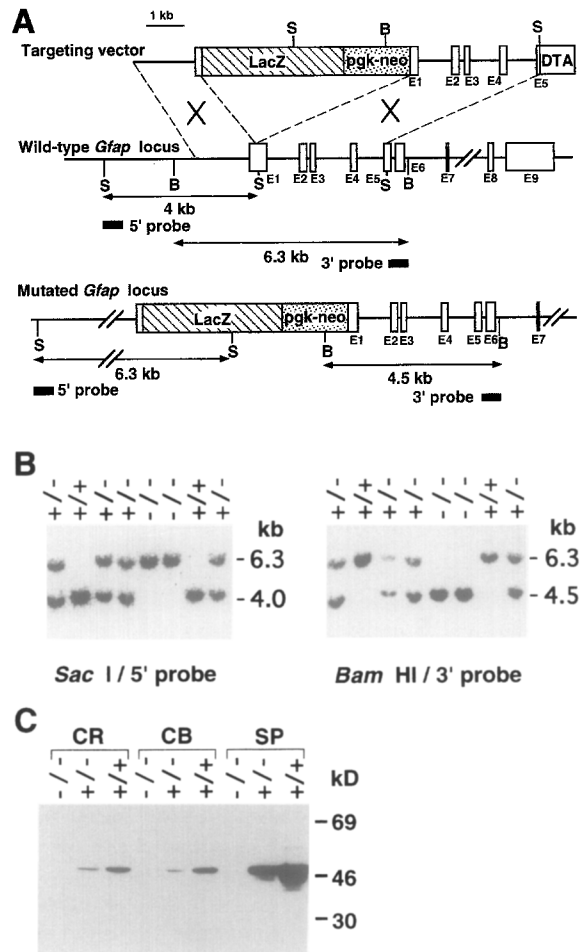 A
1 kb
S B S
Targeting vector
LacZ pgk-neo DTA
E1 E2 E3 E4 E5
Wild-type Gfap locus
S B S E1 E2 E3 E4 E5 S E6 B E7 E8 E9
4 kb
5' probe
6.3 kb
3' probe
Mutated Gfap locus
LacZ pgk-neo
S S B E1 E2 E3 E4 E5 E6 B E7
6.3 kb 4.5 kb
5' probe
3' probe
B
-/+ +/+ -/+ -/+ -/- -/- +/+ -/+
kb
- 6.3
- 4.0
Sac I / 5' probe
-/+ +/+ -/+ -/+ -/- -/- +/+ -/+
kb
- 6.3
- 4.5
Bam HI / 3' probe
C
CR CB SP
-/- -/+ +/+ -/- -/+ +/+ -/- -/+ +/+
kD
- 69
- 46
- 30